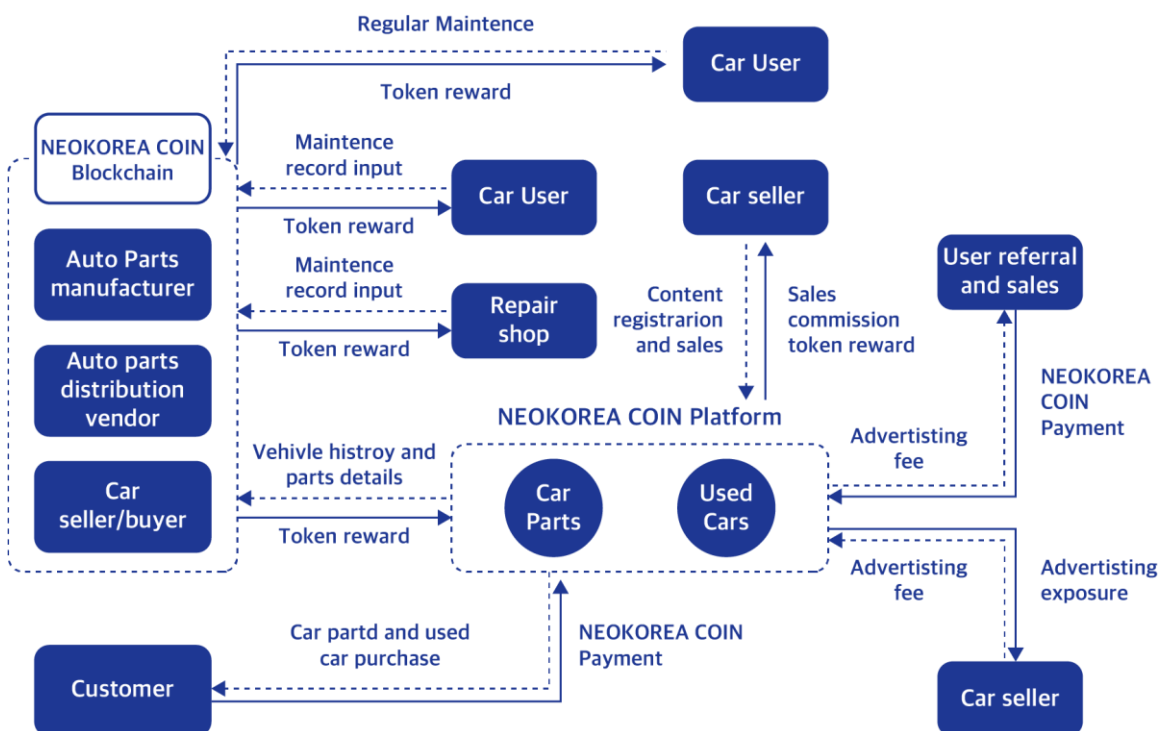 Regular Maintence
Car User
Token reward
NEOKOREA COIN
Blockchain
Maintence
record input
Car User
Token reward
Car seller
Auto Parts
manufacturer
Maintence
record input
Repair
shop
Token reward
Content
registrarion
and sales
Sales
commission
token reward
User referral
and sales
Auto parts
distribution
vendor
NEOKOREA COIN Platform
NEOKOREA
COIN
Payment
Vehivle histroy and
parts details
Advertisting
fee
Car
seller/buyer
Token reward
Car
Parts
Used
Cars
Advertisting
fee
Advertisting
exposure
Car partd and used
car purchase
NEOKOREA COIN
Payment
Customer
Car seller